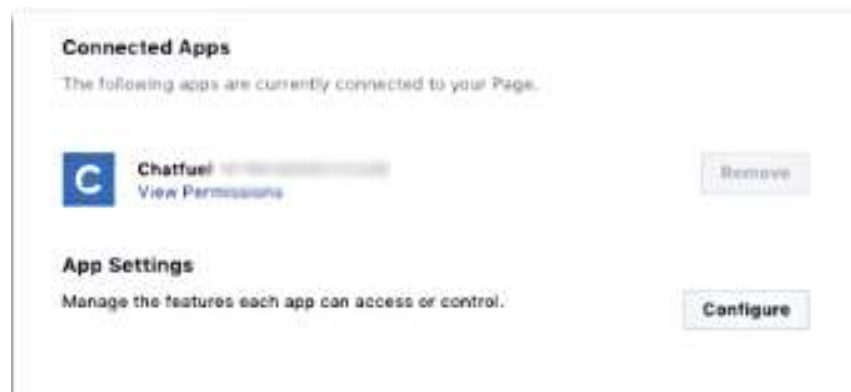 Connected Apps
The following apps are currently connected to your Page.
C
Chatfuel
View Permissions
Remove
App Settings
Manage the features each app can access or control.
Configure